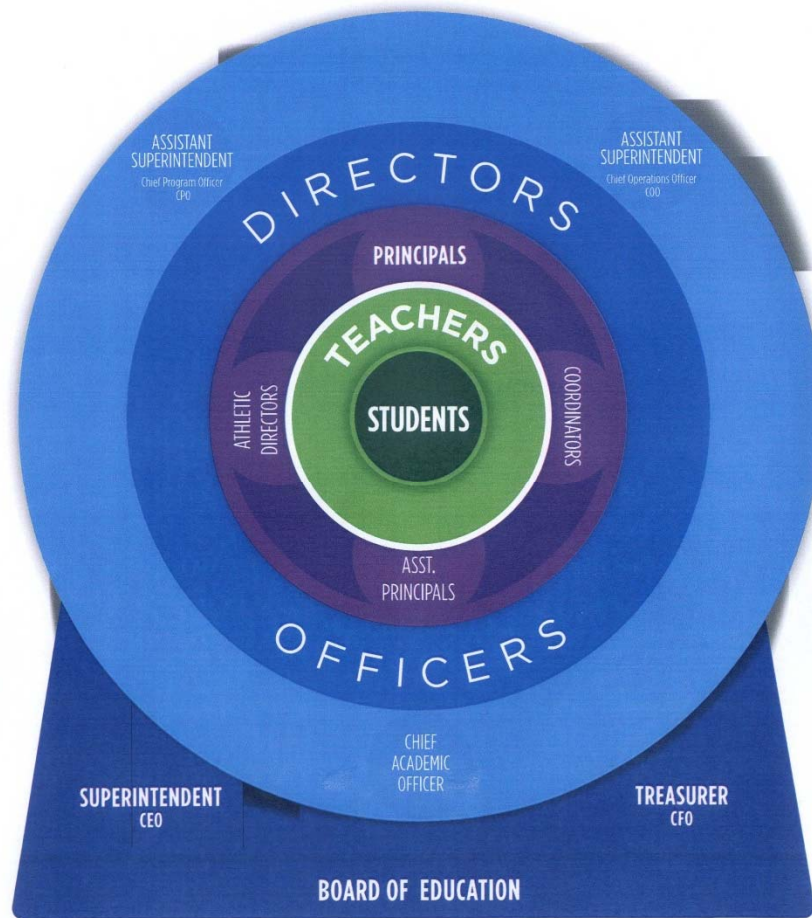 ASSISTANT
SUPERINTENDENT
Chief Program Officer
CPO
ASSISTANT
SUPERINTENDENT
Chief Operations Officer
COO
DIRECTORS
PRINCIPALS
TEACHERS
ATHLETIC
DIRECTORS
STUDENTS
COORDINATORS
ASST.
PRINCIPALS
OFFICERS
CHIEF
ACADEMIC
OFFICER
SUPERINTENDENT
CEO
TREASURER
CFO
BOARD OF EDUCATION